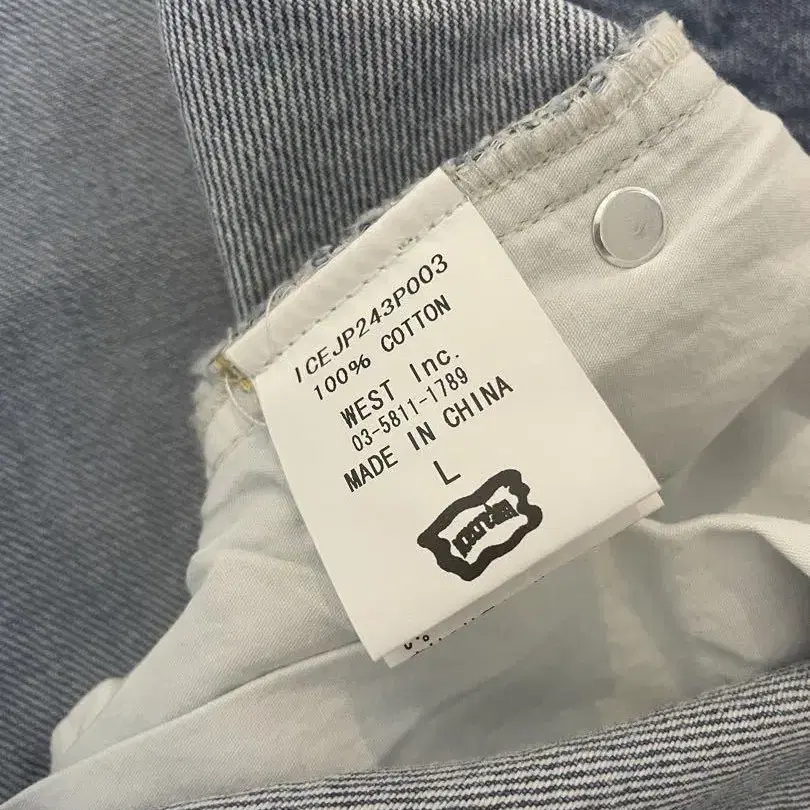 ICEJP243P003
100% COTTON
WEST Inc.
03-5811-1789
MADE IN CHINA
L